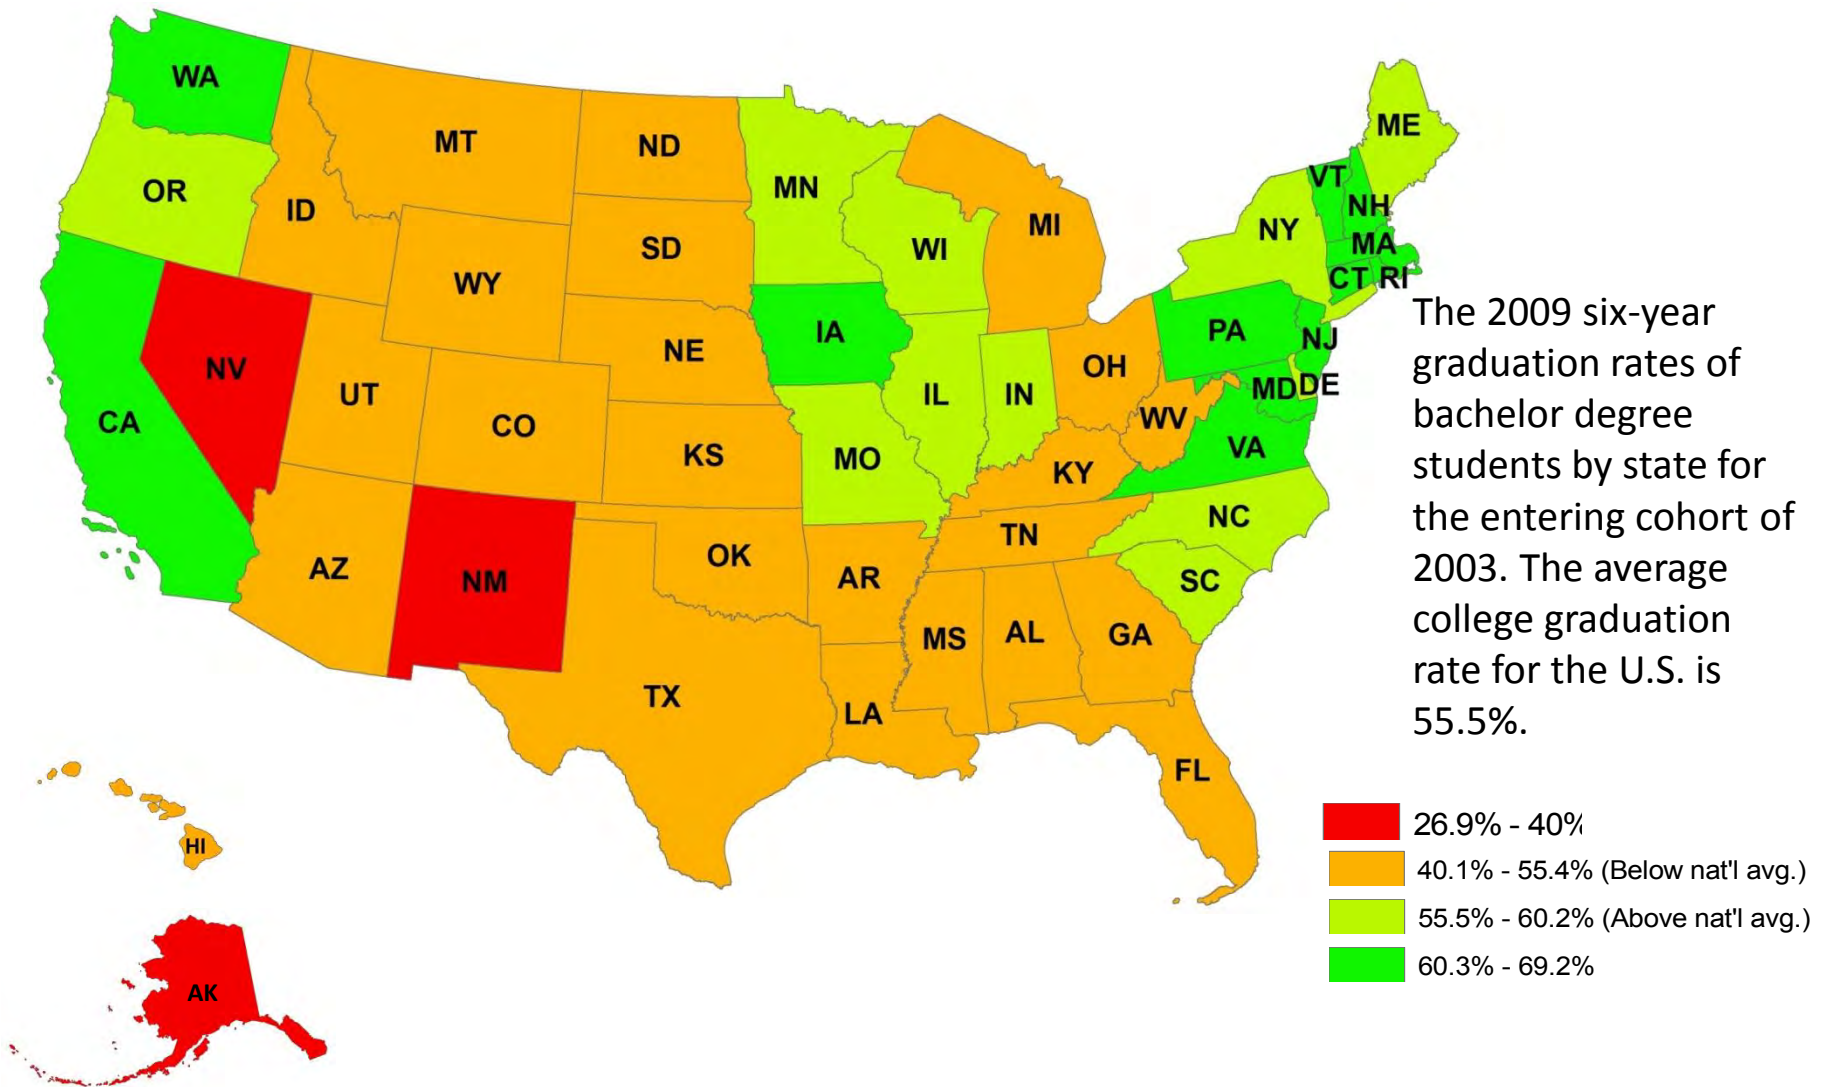 WA
MT
ND
MN
ME
OR
ID
SD
WI
MI
NY
VT
NH
MA
CT
RI
WY
NV
UT
CO
NE
IA
IL
IN
OH
PA
NJ
MD
DE
CA
KS
MO
KY
WV
VA
AZ
NM
OK
AR
TN
NC
SC
TX
LA
MS
AL
GA
FL
HI
AK
The 2009 six-year
graduation rates of
bachelor degree
students by state for
the entering cohort of
2003. The average
college graduation
rate for the U.S. is
55.5%.
26.9% - 40%
40.1% - 55.4% (Below nat'l avg.)
55.5% - 60.2% (Above nat'l avg.)
60.3% - 69.2%